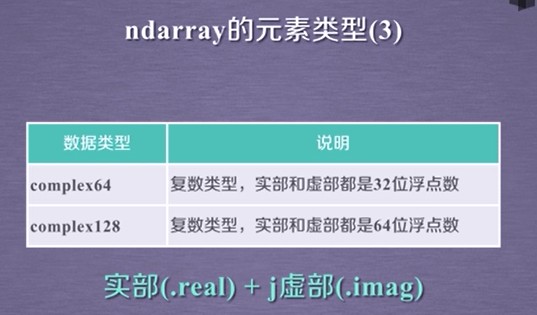 ndarray的元素类型(3)
数据类型 说明
complex64 复数类型，实部和虚部都是32位浮点数
complex128 复数类型，实部和虚部都是64位浮点数
实部(.real) + j虚部(.imag)